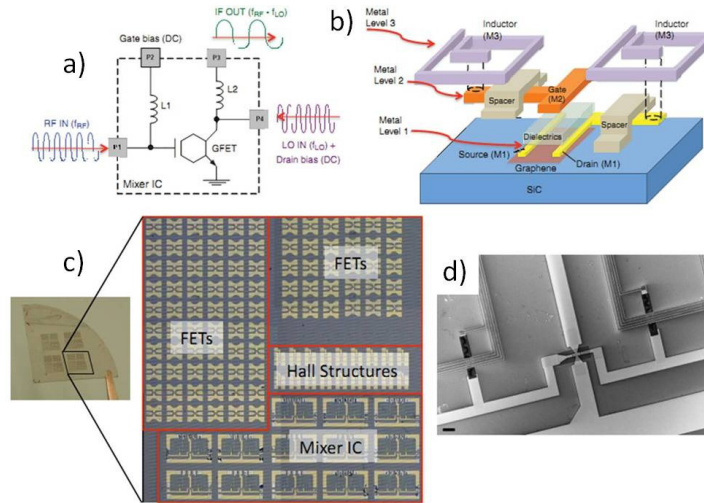 a)
IF OUT (fRF - fLO)
Gate bias (DC)
P2
P3
L1
L2
P4
RF IN (fRF)
P1
GFET
LO IN (fLO) +
Drain bias (DC)
Mixer IC
b)
Metal
Level 3
Inductor
(M3)
Inductor
(M3)
Metal
Level 2
Spacer
Gate
(M2)
Spacer
Metal
Level 1
Dielectrics
Source (M1)
Drain (M1)
Graphene
SiC
c)
FETs
FETs
Hall Structures
Mixer IC
d)